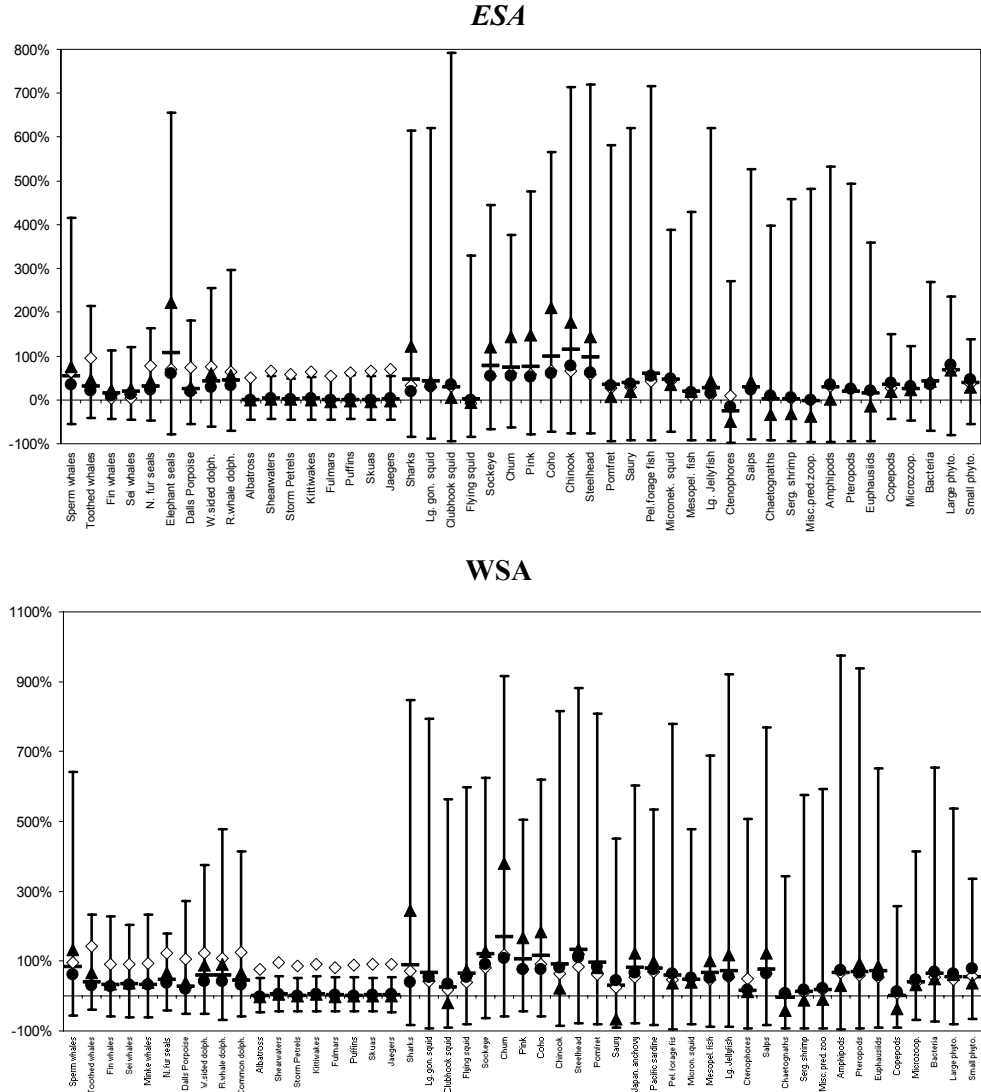 ESA
800%
700%
600%
500%
400%
300%
200%
100%
0%
-100%
Sperm whales
Toothed whales
Fin whales
Sei whales
N. fur seals
Elephant seals
Dalls Porpoise
W.sided dolph.
R.whale dolph.
Albatross
Shearwaters
Storm Petrels
Kittiwakes
Fulmars
Puffins
Skuas
Jaegers
Sharks
Lg. gon. squid
Clubhook squid
Flying squid
Sockeye
Chum
Pink
Coho
Chinook
Steelhead
Pomfret
Saury
Pel.forage fish
Micronek. squid
Mesopel. fish
Lg. Jellyfish
Ctenophores
Salps
Chaetognaths
Serg. shrimp
Misc.pred.zoop.
Amphipods
Pteropods
Euphausiids
Copepods
Microzoop.
Bacteria
Large phyto.
Small phyto.
WSA
1100%
900%
700%
500%
300%
100%
-100%
Sperm whales
Toothed whales
Fin whales
Sei whales
Minke whales
N. fur seals
Dalls Porpoise
W.sided dolph.
R.whale dolph.
Common dolph.
Albatross
Shearwaters
Storm Petrels
Kittiwakes
Fulmars
Puffins
Skuas
Jaegers
Sharks
Lg. gon. squid
Clubhook squid
Flying squid
Sockeye
Chum
Pink
Coho
Chinook
Steelhead
Pomfret
Saury
Japan. anchovy
Pacific sardine
Pel. forage fis
Micron. squid
Mesopel. fish
Lg. Jellyfish
Ctenophores
Salps
Chaetognaths
Serg. shrimp
Misc. pred. zoo
Amphipods
Pteropods
Euphausiids
Copepods
Microzoop.
Bacteria
Large phyto.
Small phyto.